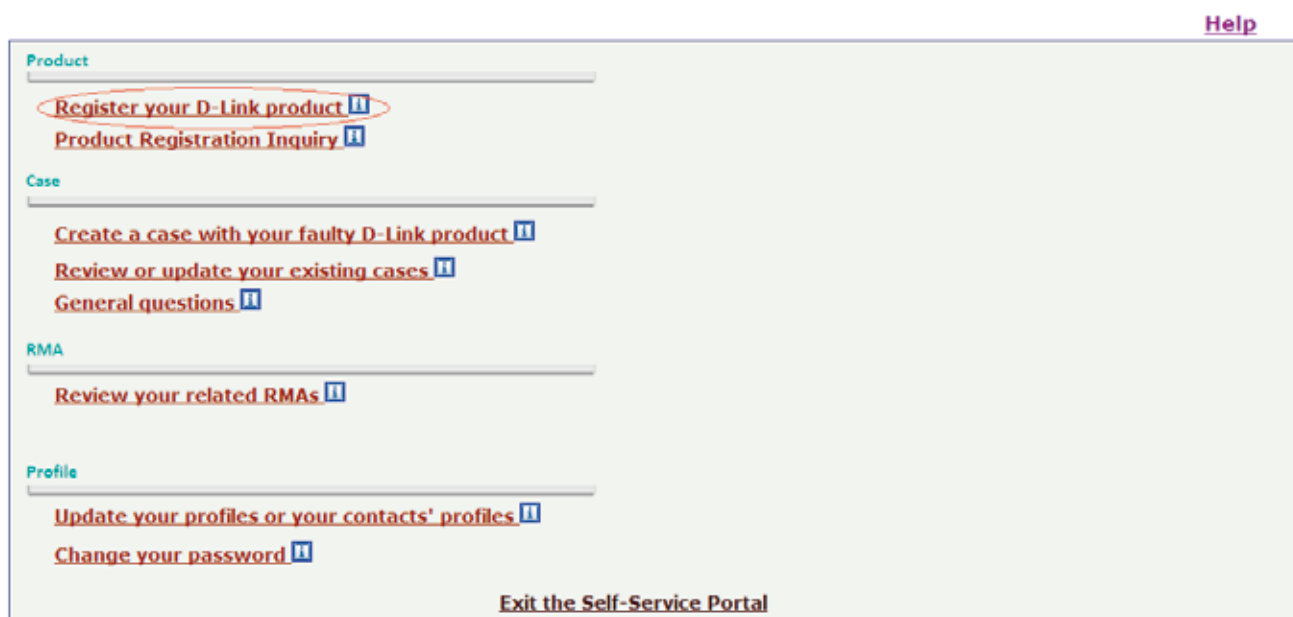 Help
Product
Register your D-Link product
Product Registration Inquiry
Case
Create a case with your faulty D-Link product
Review or update your existing cases
General questions
RMA
Review your related RMAs
Profile
Update your profiles or your contacts' profiles
Change your password
Exit the Self-Service Portal